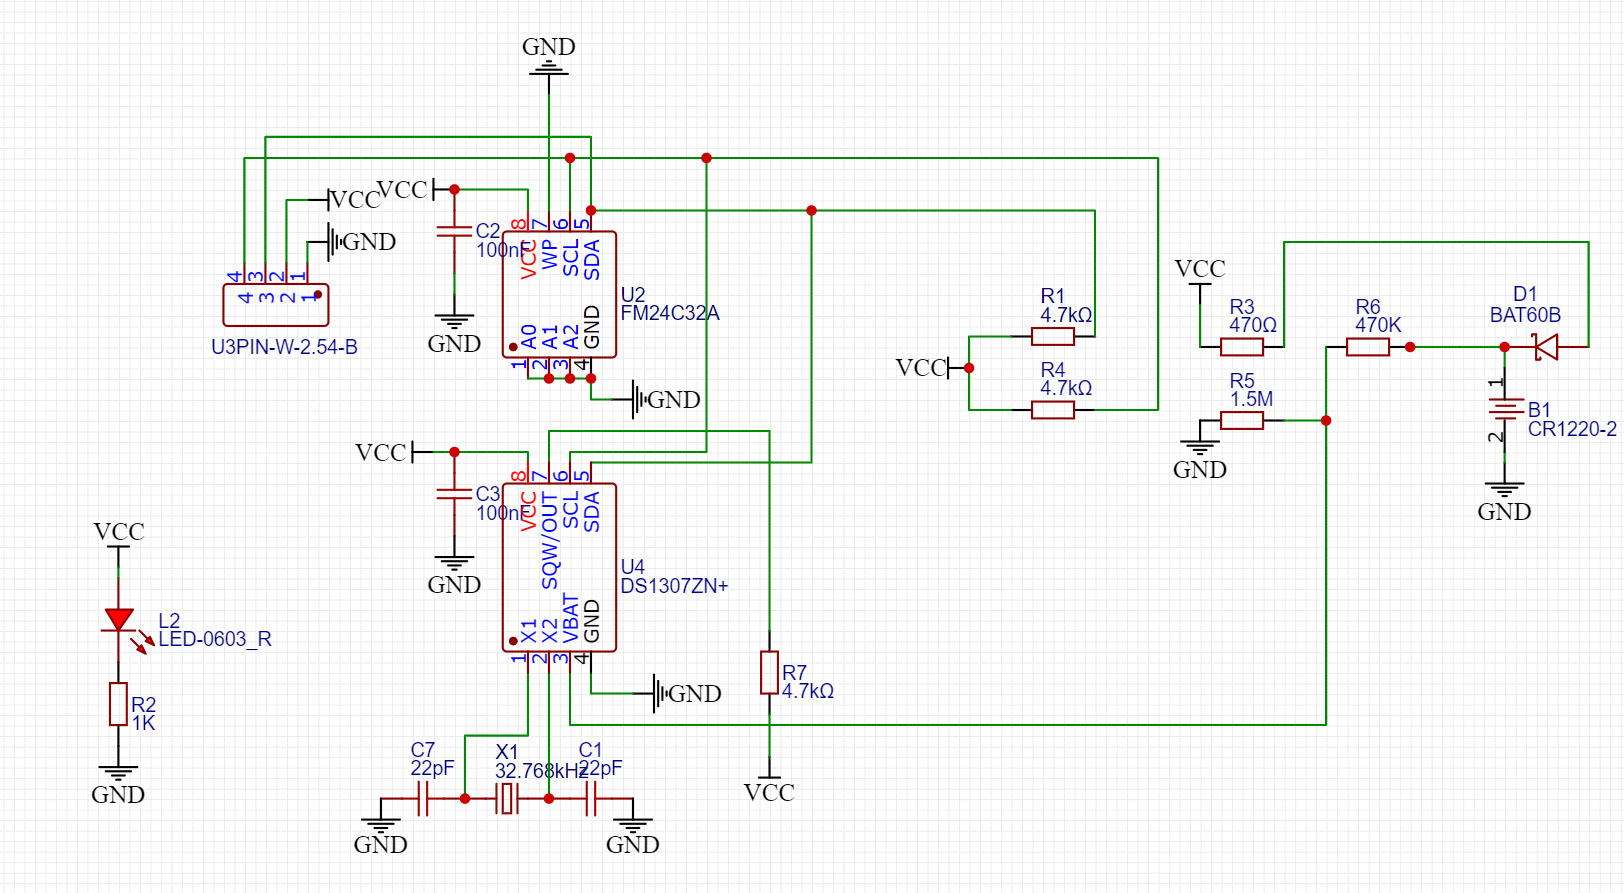 GND
VCC
VCC
GND
4
3
2
1
4
3
2
1
U3PIN-W-2.54-B
C2
100nF
GND
8
7
6
5
VCC
WP
SCL
SDA
U2
FM24C32A
A0
A1
A2
GND
1
2
3
4
GND
VCC
R1
4.7kΩ
R4
4.7kΩ
VCC
R3
470Ω
R6
470K
D1
BAT60B
R5
1.5M
GND
1
B1
CR1220-2
2
GND
VCC
C3
100nF
GND
8
7
6
5
VCC
SQW/OUT
SCL
SDA
U4
DS1307ZN+
X1
X2
VBAT
GND
1
2
3
4
GND
VCC
L2
LED-0603_R
R2
1K
GND
R7
4.7kΩ
VCC
C7
22pF
X1
32.768kHz
C1
22pF
GND
GND